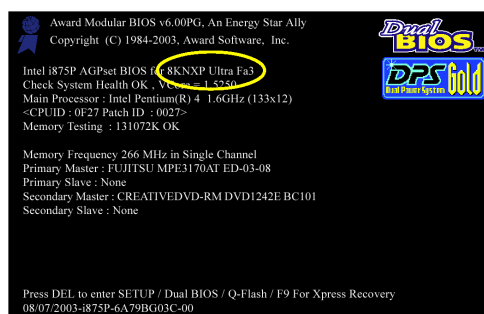 Award Modular BIOS v6.00PG, An Energy Star Ally
Copyright (C) 1984-2003, Award Software, Inc.
Dual
BIOS
Intel i875P AGPset BIOS for 8KNXP Ultra Fa3
Check System Health OK , VCore = 1.5250
Main Processor : Intel Pentium(R) 4 1.6GHz (133x12)
<CPUID : 0F27 Patch ID : 0027>
Memory Testing : 131072K OK
DPS Gold
Dual Power System
Memory Frequency 266 MHz in Single Channel
Primary Master : FUJITSU MPE3170AT ED-03-08
Primary Slave : None
Secondary Master : CREATIVEDVD-RM DVD1242E BC101
Secondary Slave : None
Press DEL to enter SETUP / Dual BIOS / Q-Flash / F9 For Xpress Recovery
08/07/2003-i875P-6A79BG03C-00